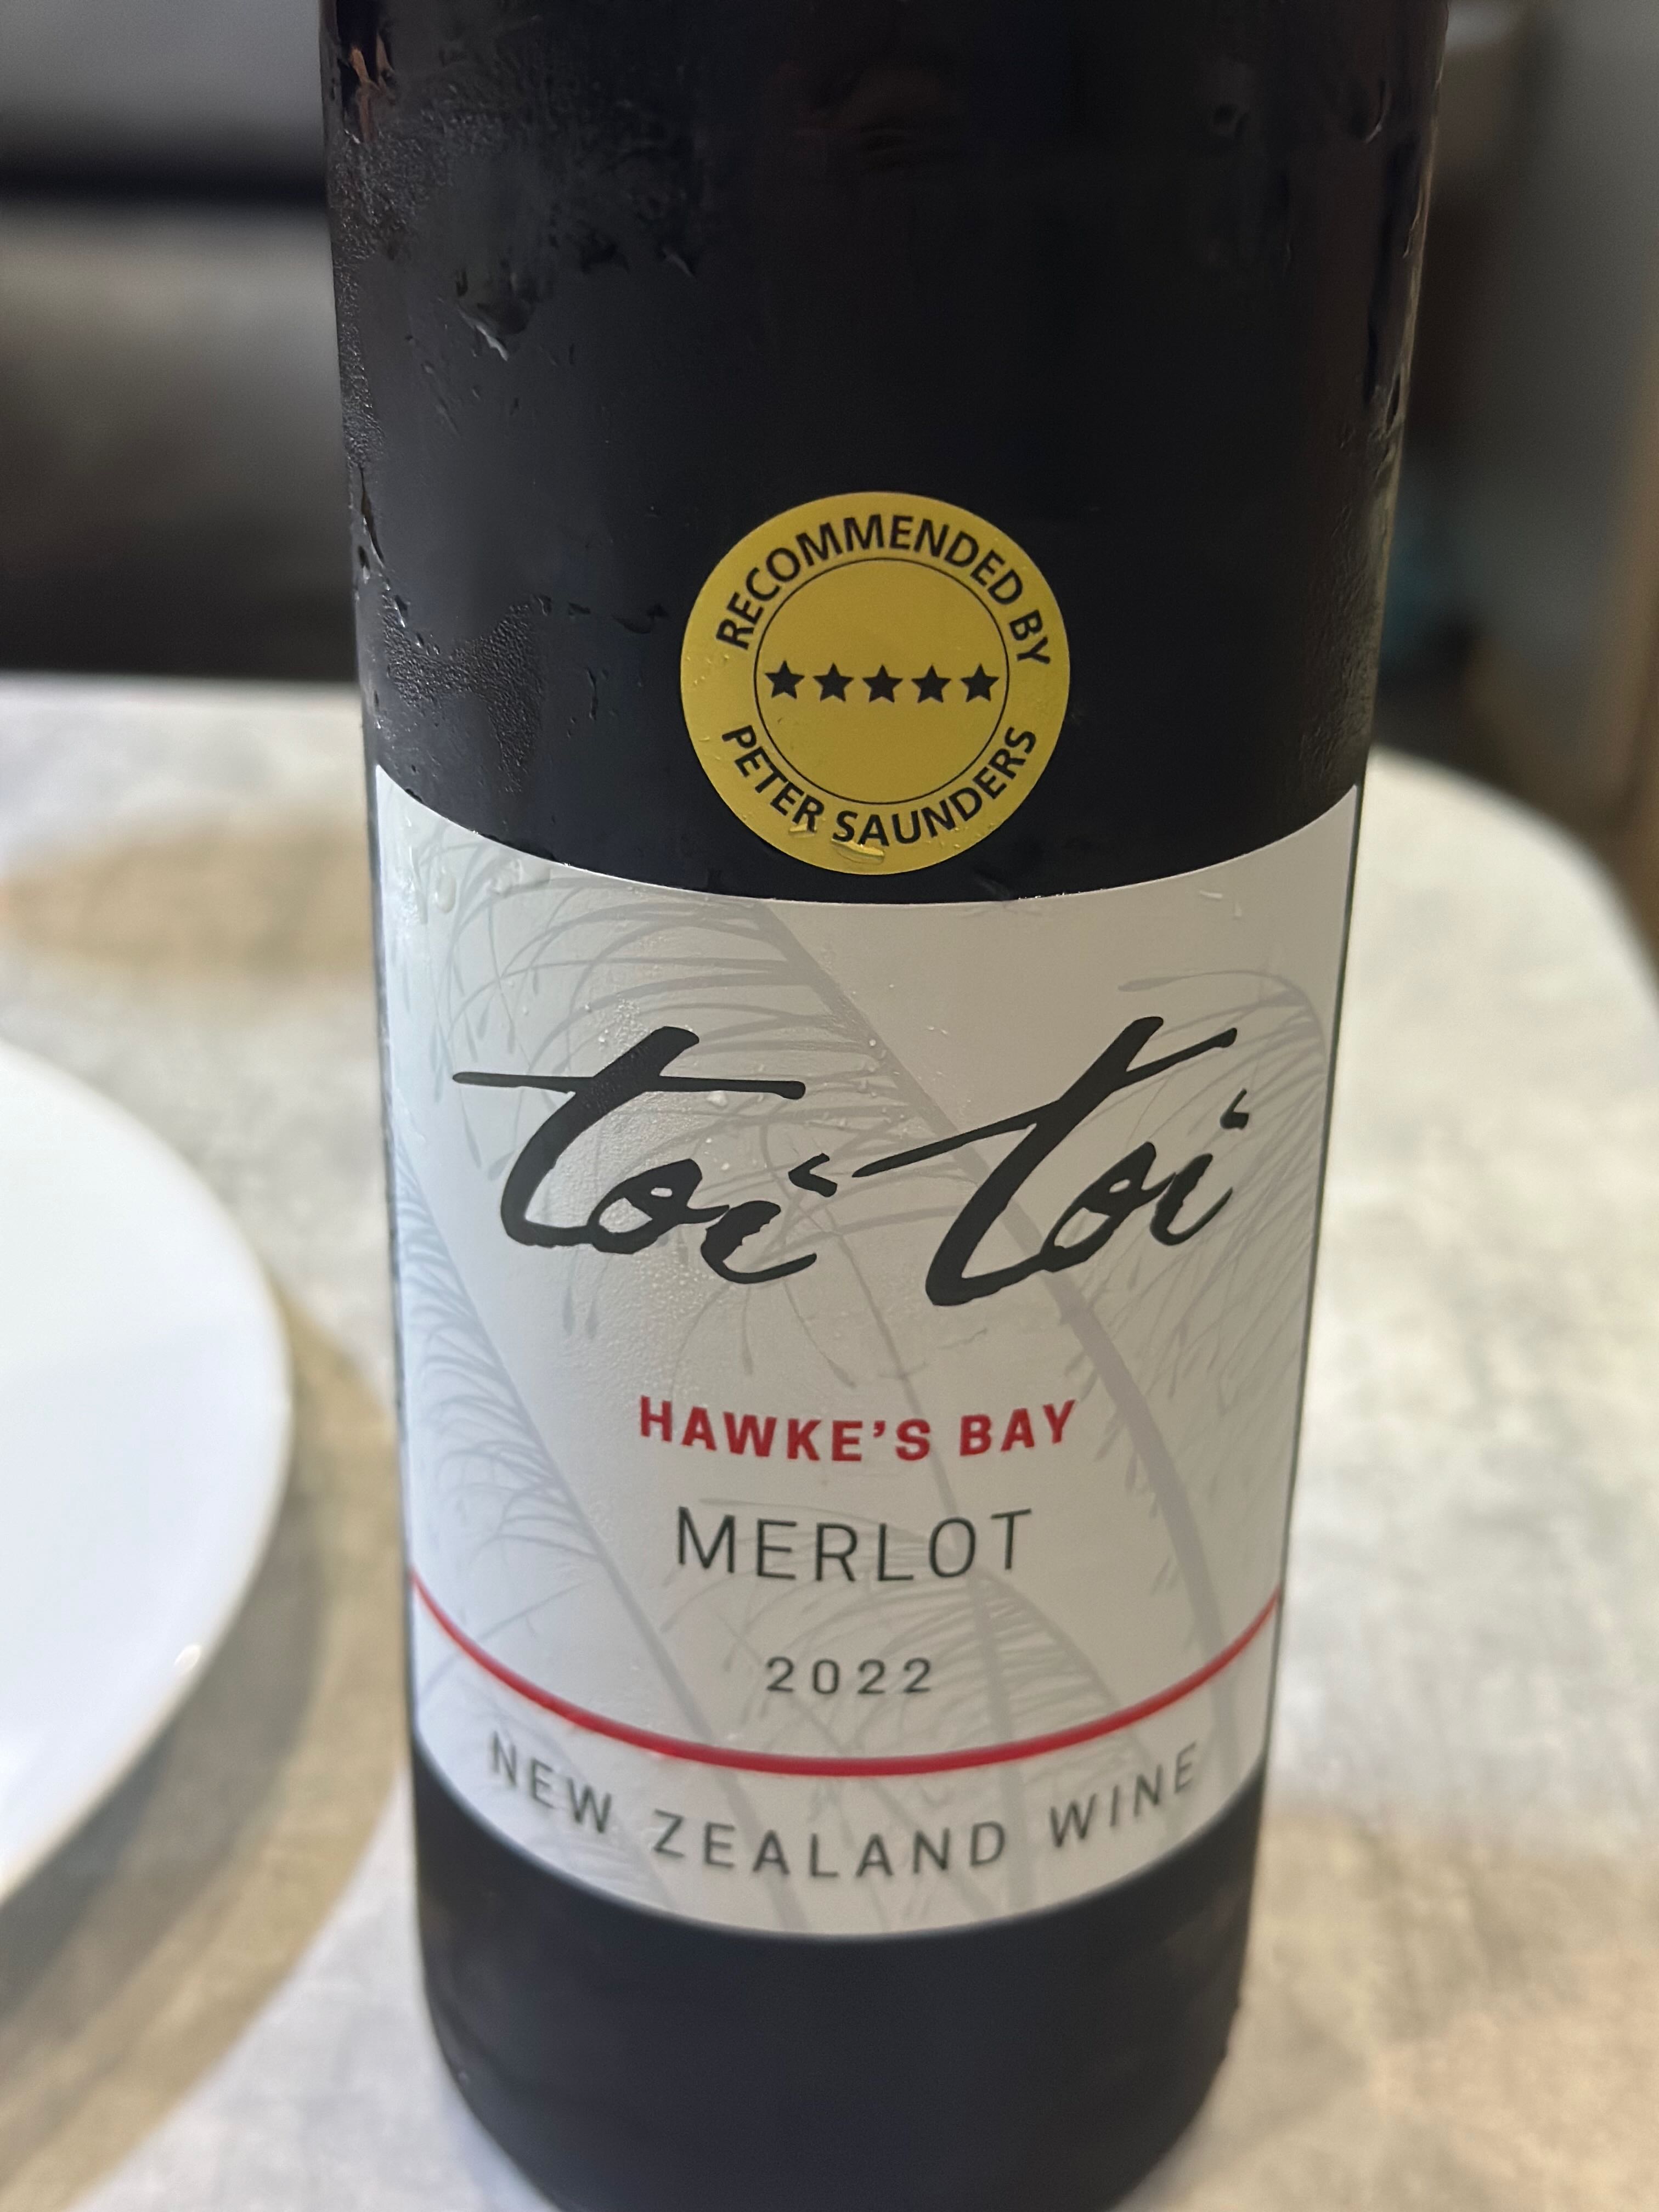 RECOMMENDED BY
★★★★★
PETER SAUNDERS
toi toi
HAWKE'S BAY
MERLOT
2022
NEW ZEALAND WINE